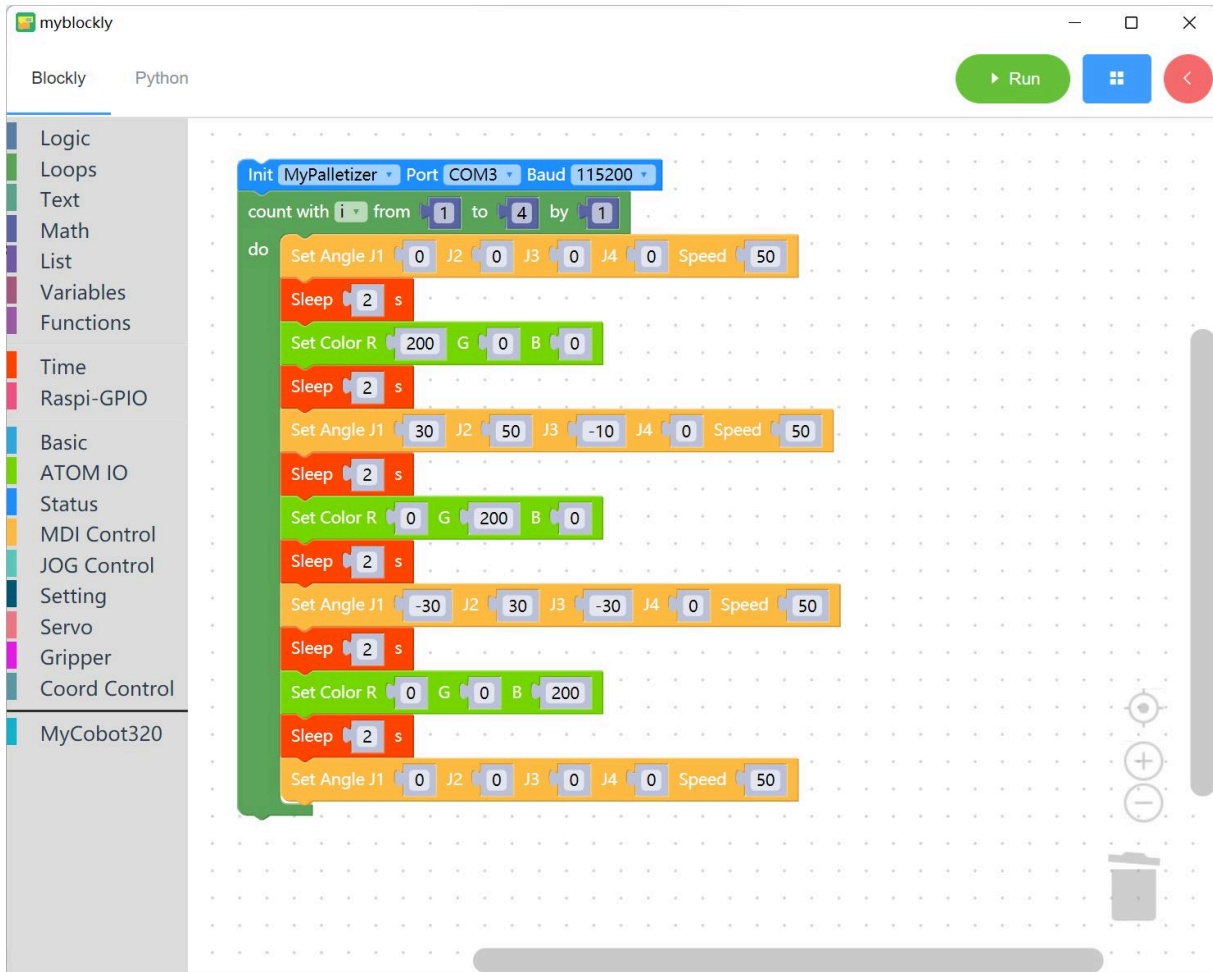 myblockly
Blockly Python Run
Logic
Loops
Text
Math
List
Variables
Functions
Time
Raspi-GPIO
Basic
ATOM IO
Status
MDI Control
JOG Control
Setting
Servo
Gripper
Coord Control
MyCobot320
Init MyPalletizer Port COM3 Baud 115200
count with i from 1 to 4 by 1
do Set Angle J1 0 J2 0 J3 0 J4 0 Speed 50
Sleep 2 s
Set Color R 200 G 0 B 0
Sleep 2 s
Set Angle J1 30 J2 50 J3 -10 J4 0 Speed 50
Sleep 2 s
Set Color R 0 G 200 B 0
Sleep 2 s
Set Angle J1 -30 J2 30 J3 -30 J4 0 Speed 50
Sleep 2 s
Set Color R 0 G 0 B 200
Sleep 2 s
Set Angle J1 0 J2 0 J3 0 J4 0 Speed 50